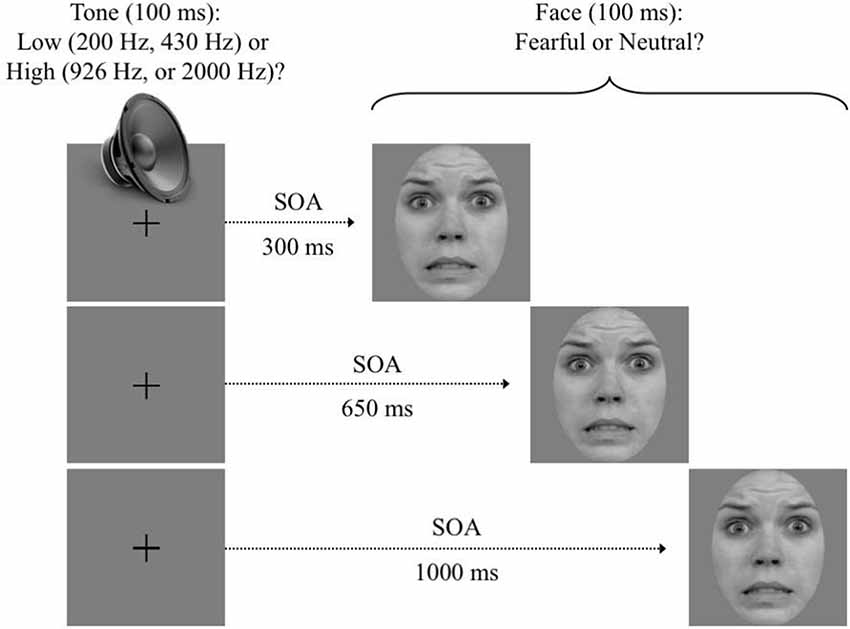 Tone (100 ms):
Low (200 Hz, 430 Hz) or
High (926 Hz, or 2000 Hz)?
Face (100 ms):
Fearful or Neutral?
SOA
300 ms
SOA
650 ms
SOA
1000 ms